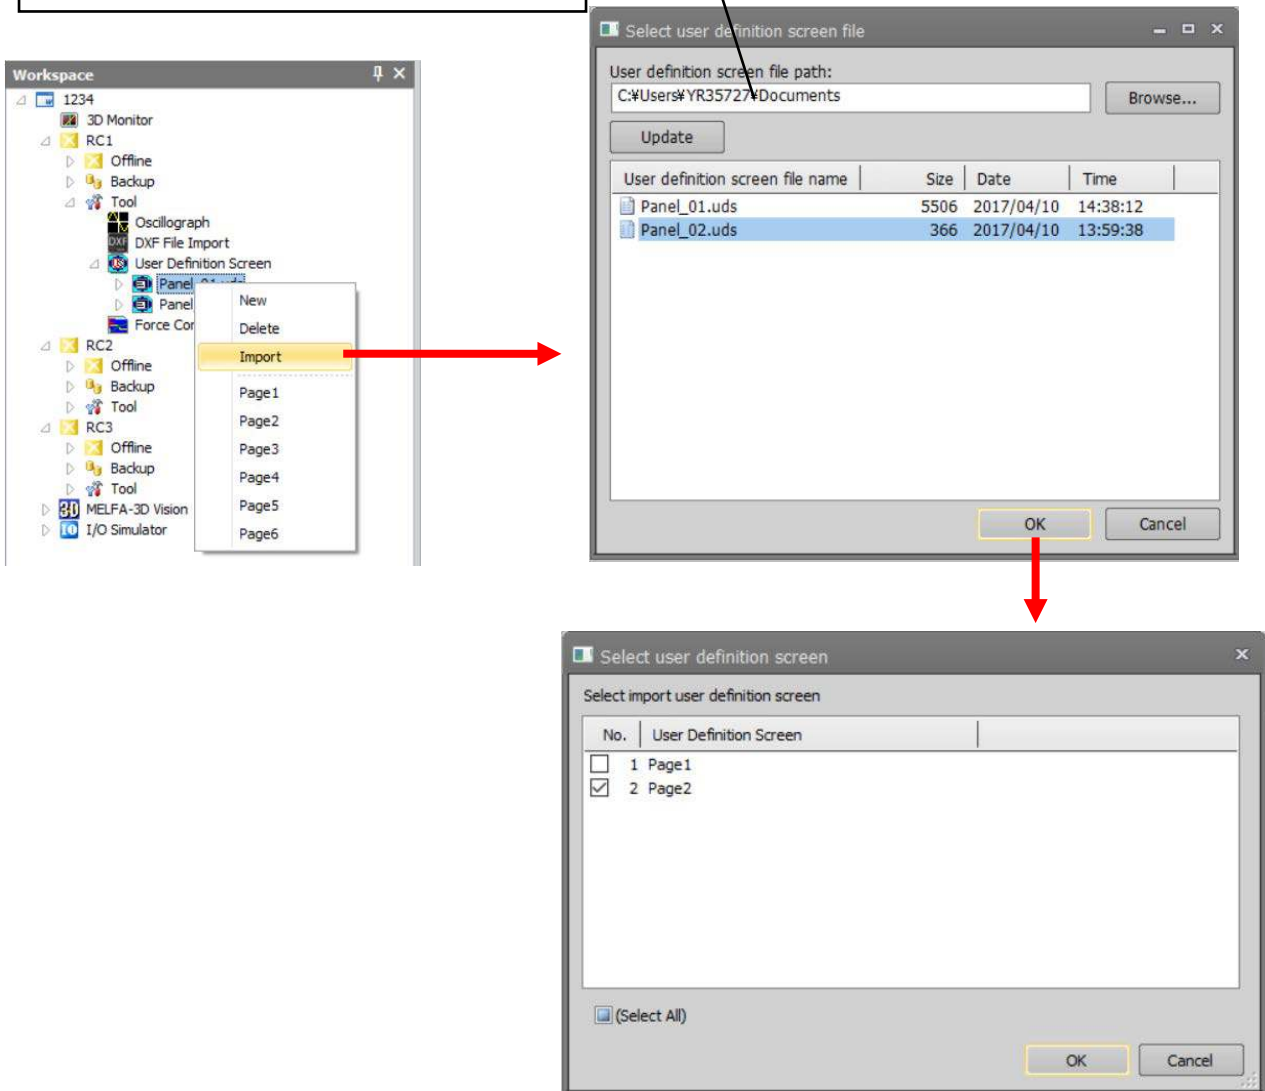 Workspace
1234
3D Monitor
RC1
Offline
Backup
Tool
Oscillograph
DXF File Import
User Definition Screen
Panel_01.uds
Panel
Force Cor
RC2
Offline
Backup
Tool
RC3
Offline
Backup
Tool
MELFA-3D Vision
I/O Simulator
New
Delete
Import
Page1
Page2
Page3
Page4
Page5
Page6
Select user definition screen file
User definition screen file path:
C:¥Users¥YR35727¥Documents
Browse...
Update
User definition screen file name Size Date Time
Panel_01.uds 5506 2017/04/10 14:38:12
Panel_02.uds 366 2017/04/10 13:59:38
OK Cancel
Select user definition screen
Select import user definition screen
No. User Definition Screen
1 Page1
2 Page2
(Select All)
OK Cancel